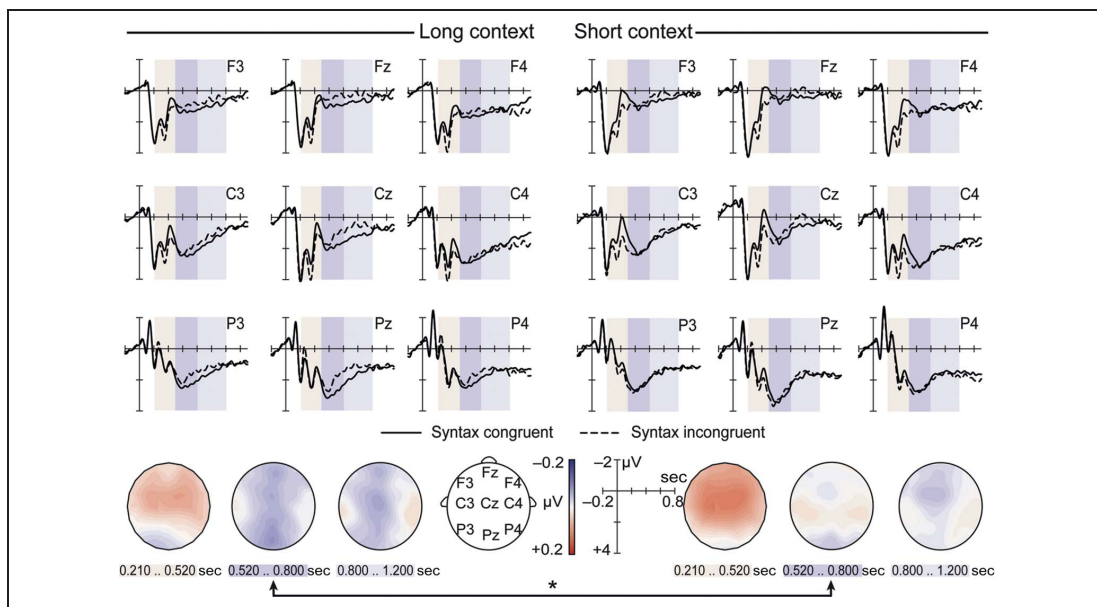 Long context Short context
F3 Fz F4 F3 Fz F4
C3 Cz C4 C3 Cz C4
P3 Pz P4 P3 Pz P4
Syntax congruent Syntax incongruent
Fz
F3 F4
C3 Cz C4
P3 Pz P4
–0.2
µV
+0.2
–2 µV
sec
–0.2 0.8
+4
0.210 .. 0.520 sec 0.520 .. 0.800 sec 0.800 .. 1.200 sec 0.210 .. 0.520 sec 0.520 .. 0.800 sec 0.800 .. 1.200 sec
*